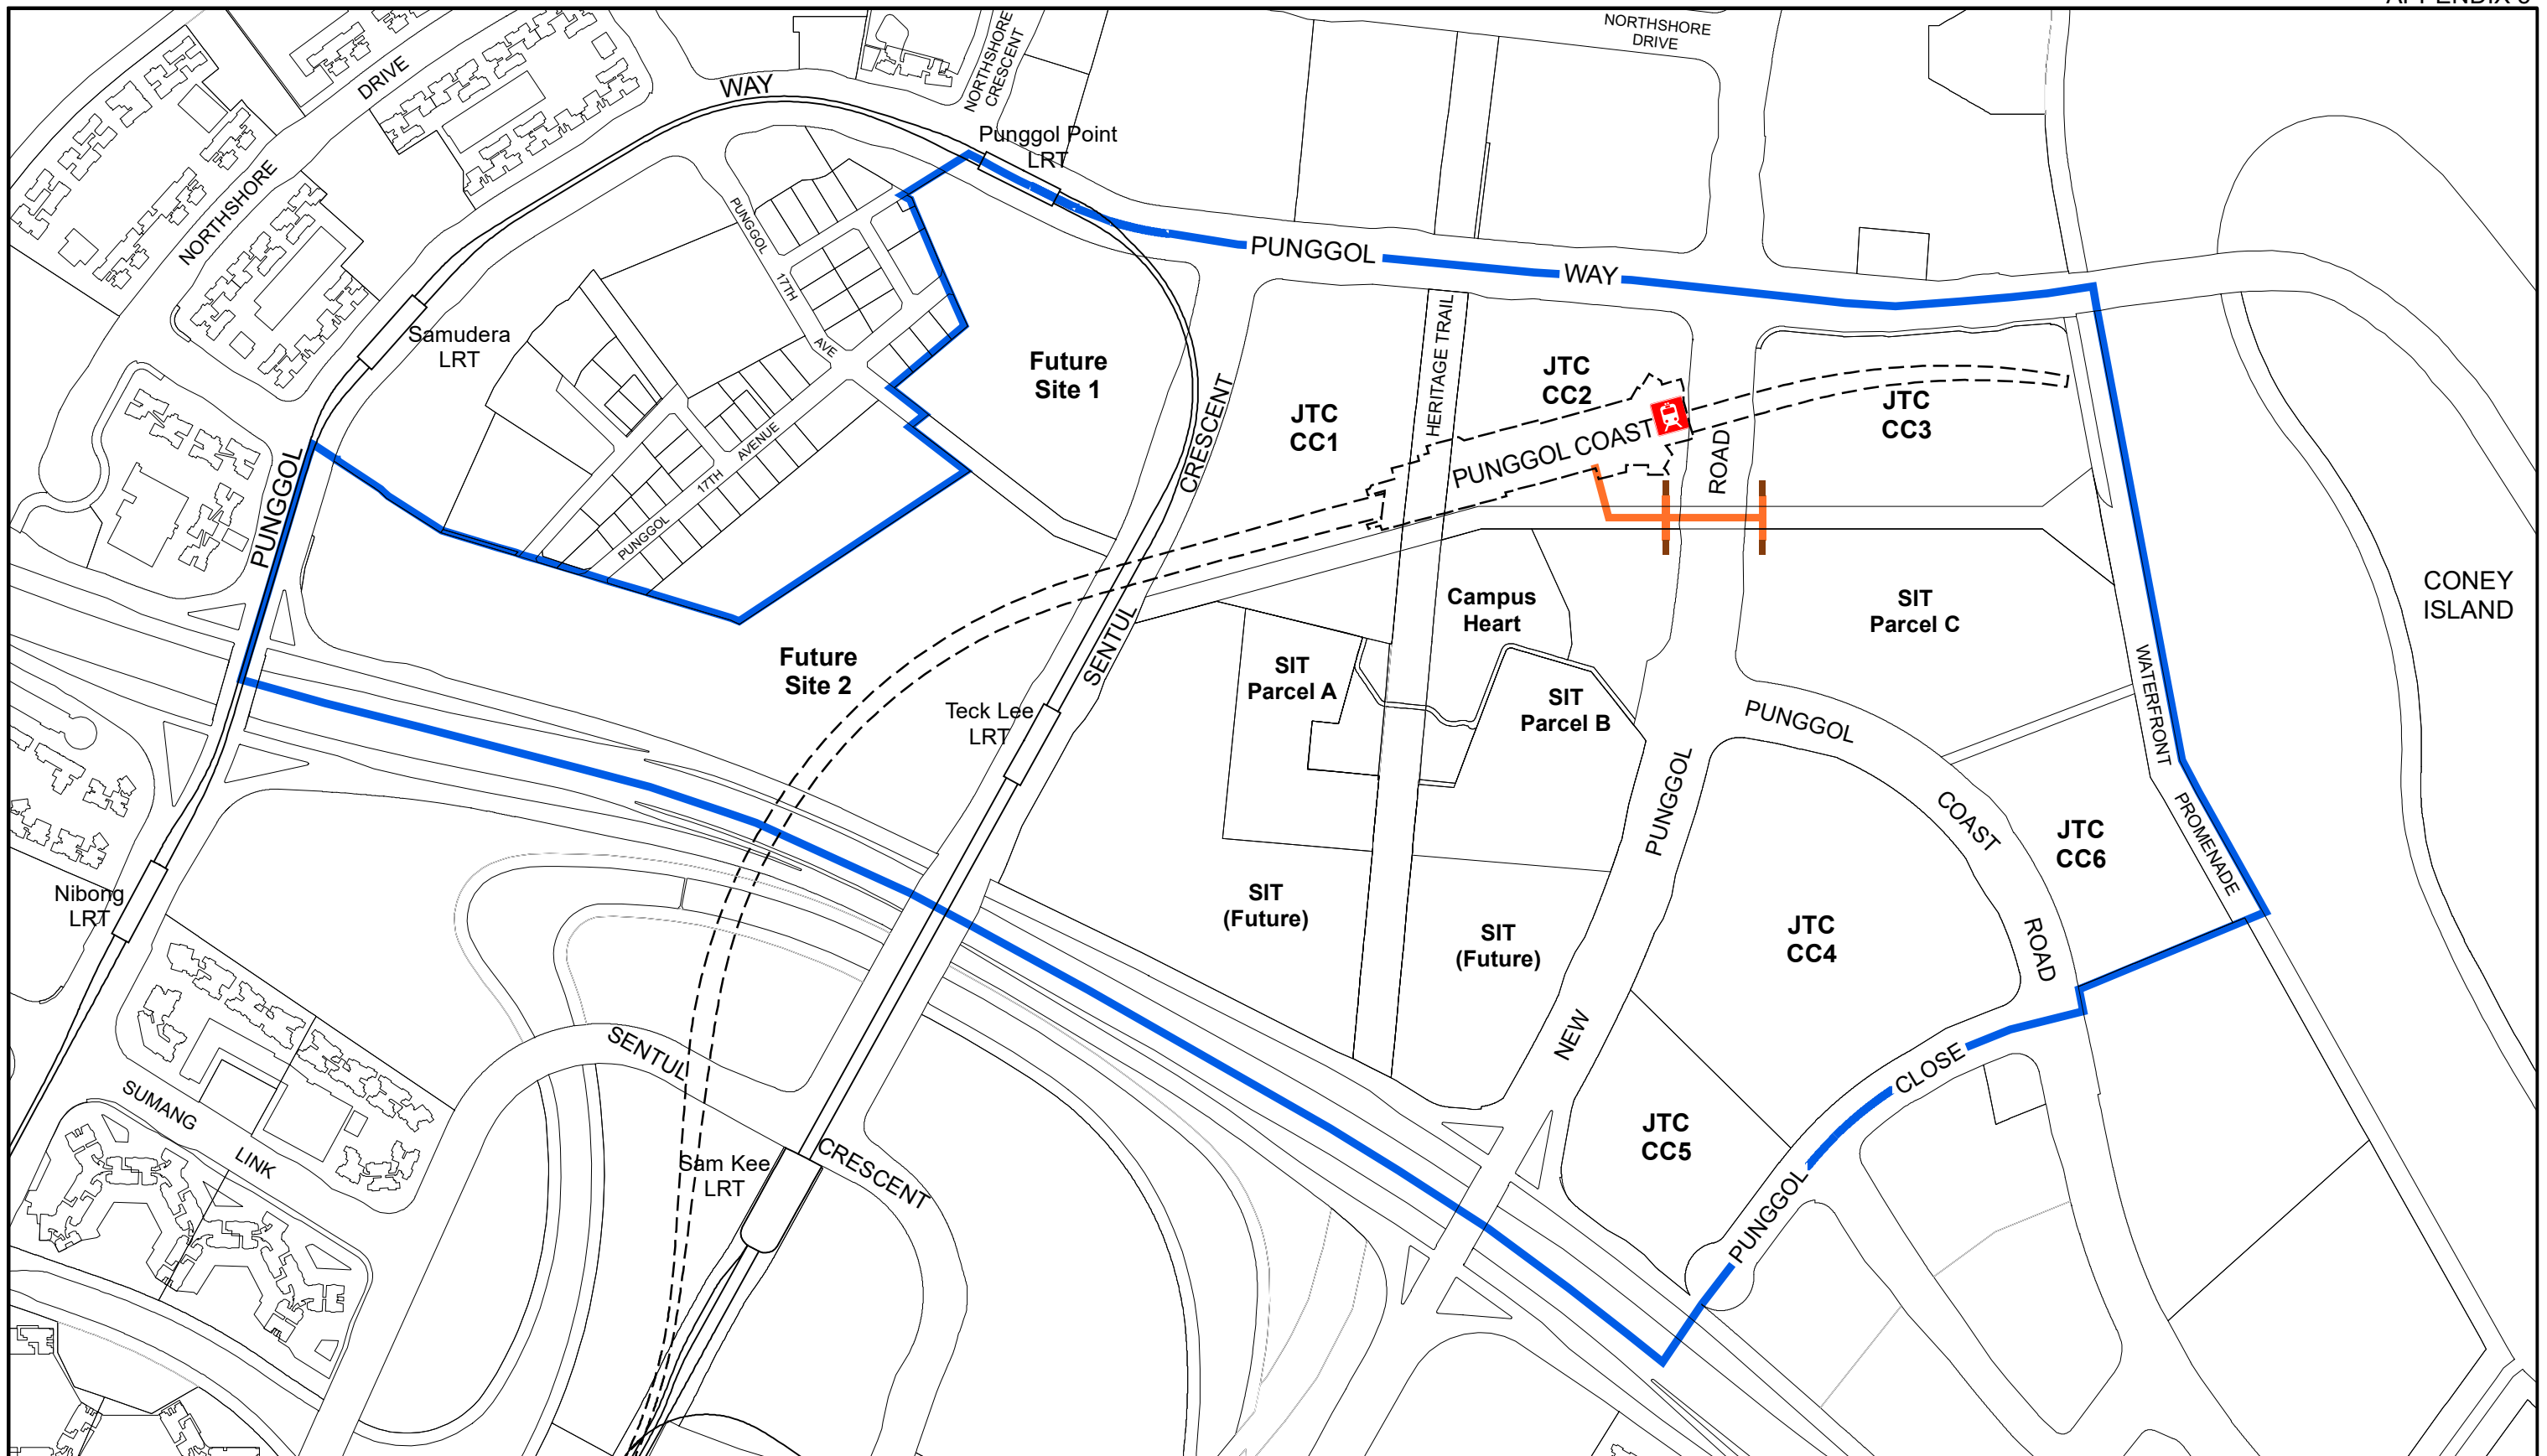 NORTHSHORE
DRIVE
NORTHSHORE
CRESCENT
DRIVE
WAY
Punggol Point
LRT
NORTHSHORE
PUNGGOL
17TH
AVE
PUNGGOL
WAY
Samudera
LRT
Future
Site 1
HERITAGE TRAIL
JTC
CC1
JTC
CC2
JTC
CC3
CRESCENT
PUNGGOL COAST
ROAD
PUNGGOL
PUNGGOL
17TH
AVENUE
CONEY
ISLAND
Campus
Heart
SIT
Parcel C
SENTUL
Future
Site 2
SIT
Parcel A
SIT
Parcel B
WATERFRONT
PROMENADE
Teck Lee
LRT
PUNGGOL
COAST
ROAD
NEW
PUNGGOL
JTC
CC6
Nibong
LRT
SIT
(Future)
SIT
(Future)
JTC
CC4
SENTUL
CRESCENT
SUMANG
LINK
CLOSE
PUNGGOL
JTC
CC5
Sam Kee
LRT